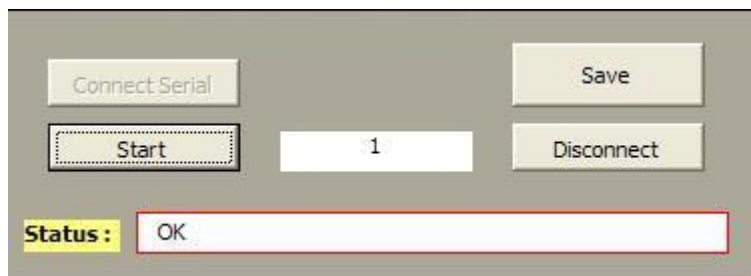 Connect Serial
Save
Start
1
Disconnect
Status :
OK